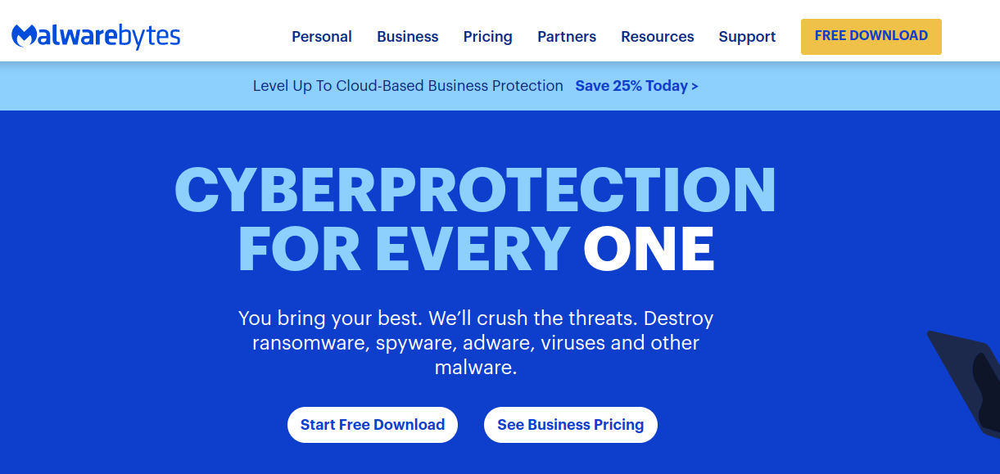 Malwarebytes
Personal Business Pricing Partners Resources Support FREE DOWNLOAD
Level Up To Cloud-Based Business Protection Save 25% Today >
CYBERPROTECTION
FOR EVERY ONE
You bring your best. We’ll crush the threats. Destroy
ransomware, spyware, adware, viruses and other
malware.
Start Free Download See Business Pricing